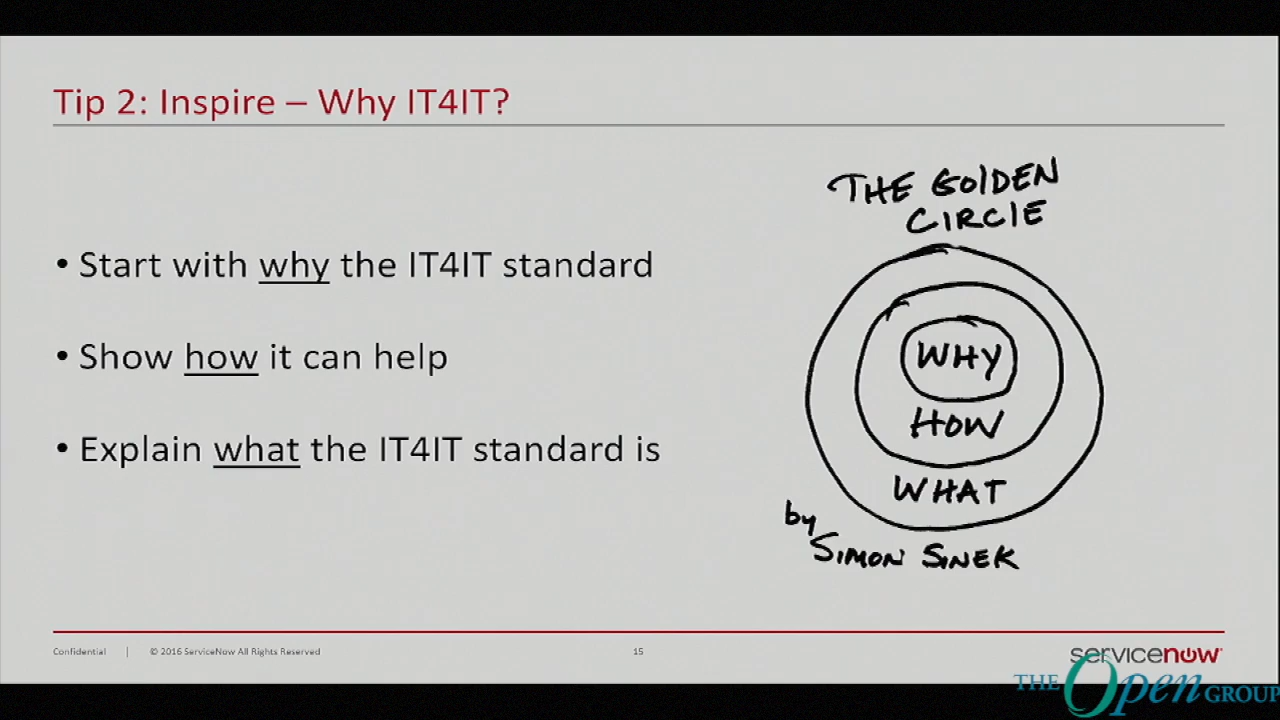 Tip 2: Inspire – Why IT4IT?
• Start with why the IT4IT standard
• Show how it can help
• Explain what the IT4IT standard is
THE GOLDEN
CIRCLE
WHY
HOW
WHAT
by
SIMON SINEK
Confidential | © 2016 ServiceNow All Rights Reserved 15
servicenow
THE Open GROUP